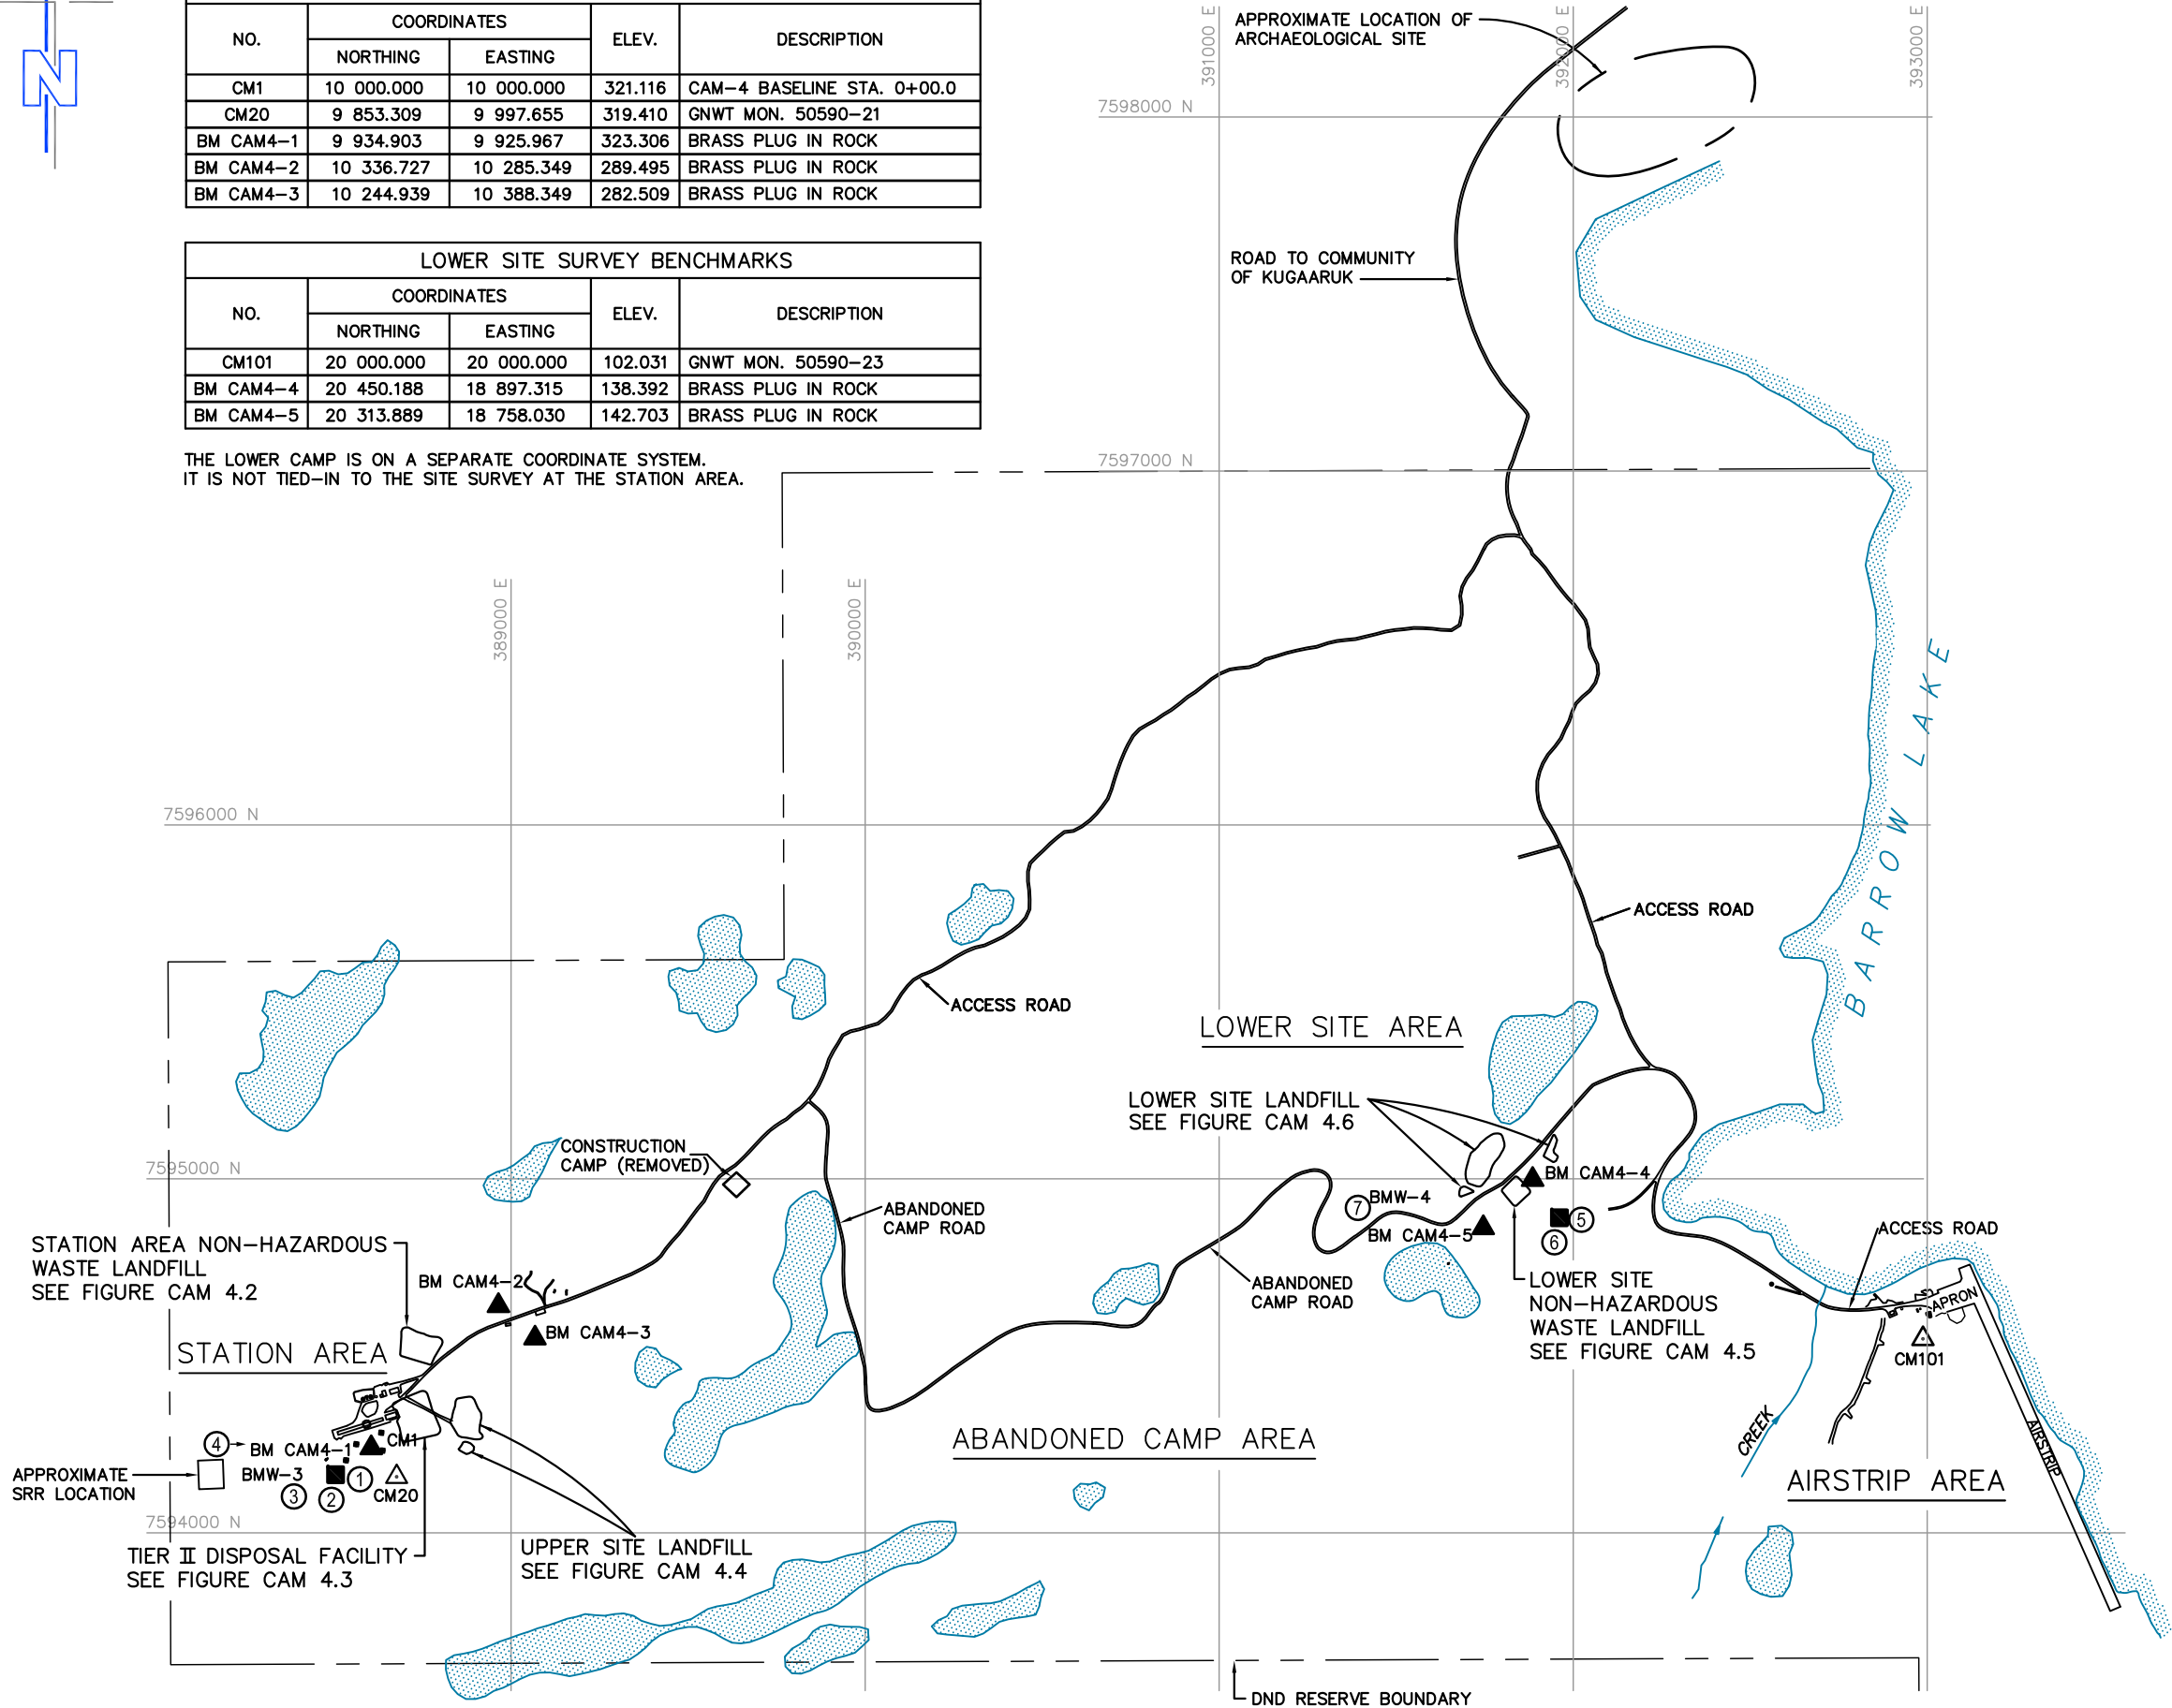 N
NO.
COORDINATES
NORTHING
EASTING
ELEV.
DESCRIPTION
CM1 10 000.000 10 000.000 321.116 CAM-4 BASELINE STA. 0+00.0
CM20 9 853.309 9 997.655 319.410 GNWT MON. 50590-21
BM CAM4-1 9 934.903 9 925.967 323.306 BRASS PLUG IN ROCK
BM CAM4-2 10 336.727 10 285.349 289.495 BRASS PLUG IN ROCK
BM CAM4-3 10 244.939 10 388.349 282.509 BRASS PLUG IN ROCK
LOWER SITE SURVEY BENCHMARKS
NO.
COORDINATES
NORTHING
EASTING
ELEV.
DESCRIPTION
CM101 20 000.000 20 000.000 102.031 GNWT MON. 50590-23
BM CAM4-4 20 450.188 18 897.315 138.392 BRASS PLUG IN ROCK
BM CAM4-5 20 313.889 18 758.030 142.703 BRASS PLUG IN ROCK
THE LOWER CAMP IS ON A SEPARATE COORDINATE SYSTEM.
IT IS NOT TIED-IN TO THE SITE SURVEY AT THE STATION AREA.
391000 E
392000 E
393000 E
APPROXIMATE LOCATION OF
ARCHAEOLOGICAL SITE
7598000 N
ROAD TO COMMUNITY
OF KUGAARUK
7597000 N
389000 E
390000 E
BARROW LAKE
7596000 N
ACCESS ROAD
ACCESS ROAD
LOWER SITE AREA
LOWER SITE LANDFILL
SEE FIGURE CAM 4.6
CONSTRUCTION
CAMP (REMOVED)
7595000 N
BM CAM4-4
7
BMW-4
BM CAM4-5
5
6
ABANDONED
CAMP ROAD
ACCESS ROAD
STATION AREA NON-HAZARDOUS
WASTE LANDFILL
SEE FIGURE CAM 4.2
BM CAM4-2
BM CAM4-3
ABANDONED
CAMP ROAD
LOWER SITE
NON-HAZARDOUS
WASTE LANDFILL
SEE FIGURE CAM 4.5
APRON
CM101
STATION AREA
4
BM CAM4-1
CM1
APPROXIMATE
SRR LOCATION
BMW-3
3
2
1
CM20
ABANDONED CAMP AREA
CREEK
AIRSTRIP
AIRSTRIP AREA
7594000 N
TIER II DISPOSAL FACILITY
SEE FIGURE CAM 4.3
UPPER SITE LANDFILL
SEE FIGURE CAM 4.4
DND RESERVE BOUNDARY